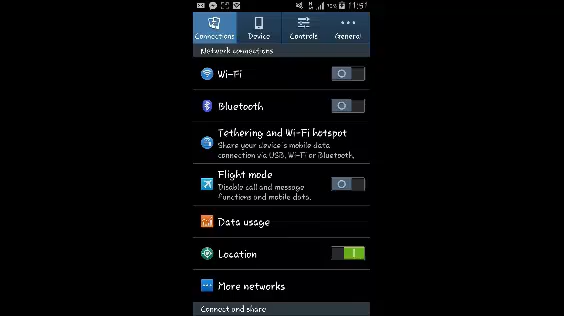 70% 11:51
Connections Device Controls General
Network connections
Wi-Fi
Bluetooth
Tethering and Wi-Fi hotspot
Share your device's mobile data
connection via USB, Wi-Fi or Bluetooth.
Flight mode
Disable call and message
functions and mobile data.
Data usage
Location
More networks
Connect and share